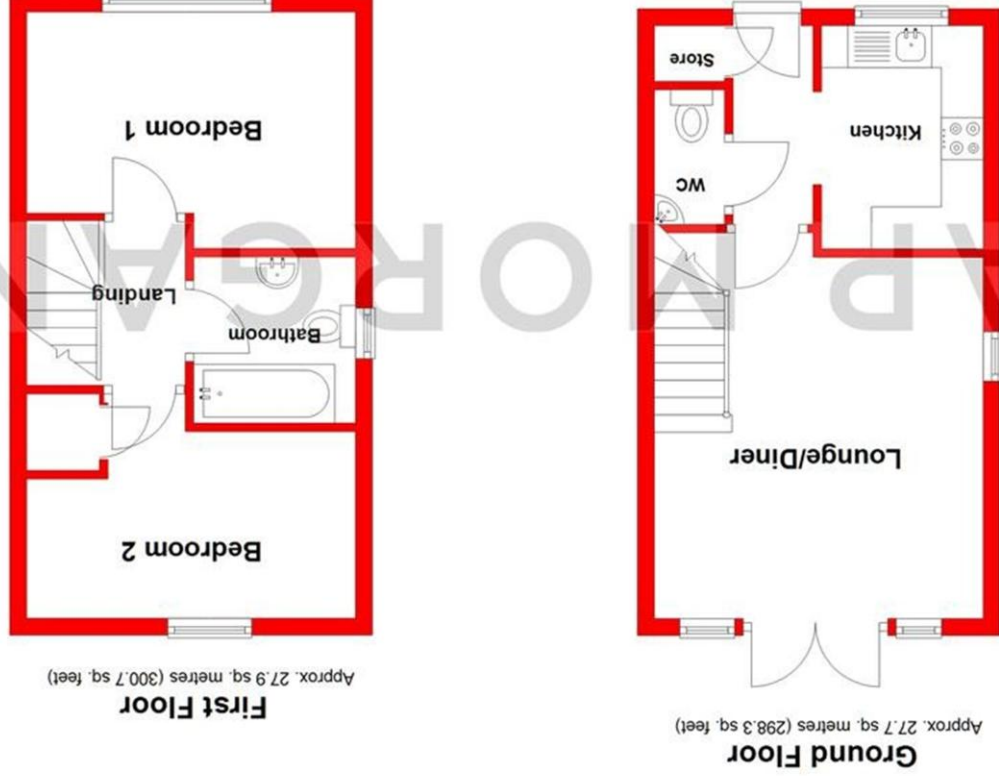 Ground Floor
Approx. 27.7 sq. metres (298.3 sq. feet)
Lounge/Diner
Kitchen
WC
Store
First Floor
Approx. 27.9 sq. metres (300.7 sq. feet)
Bedroom 2
Bathroom
Landing
Bedroom 1
AP MORGAN